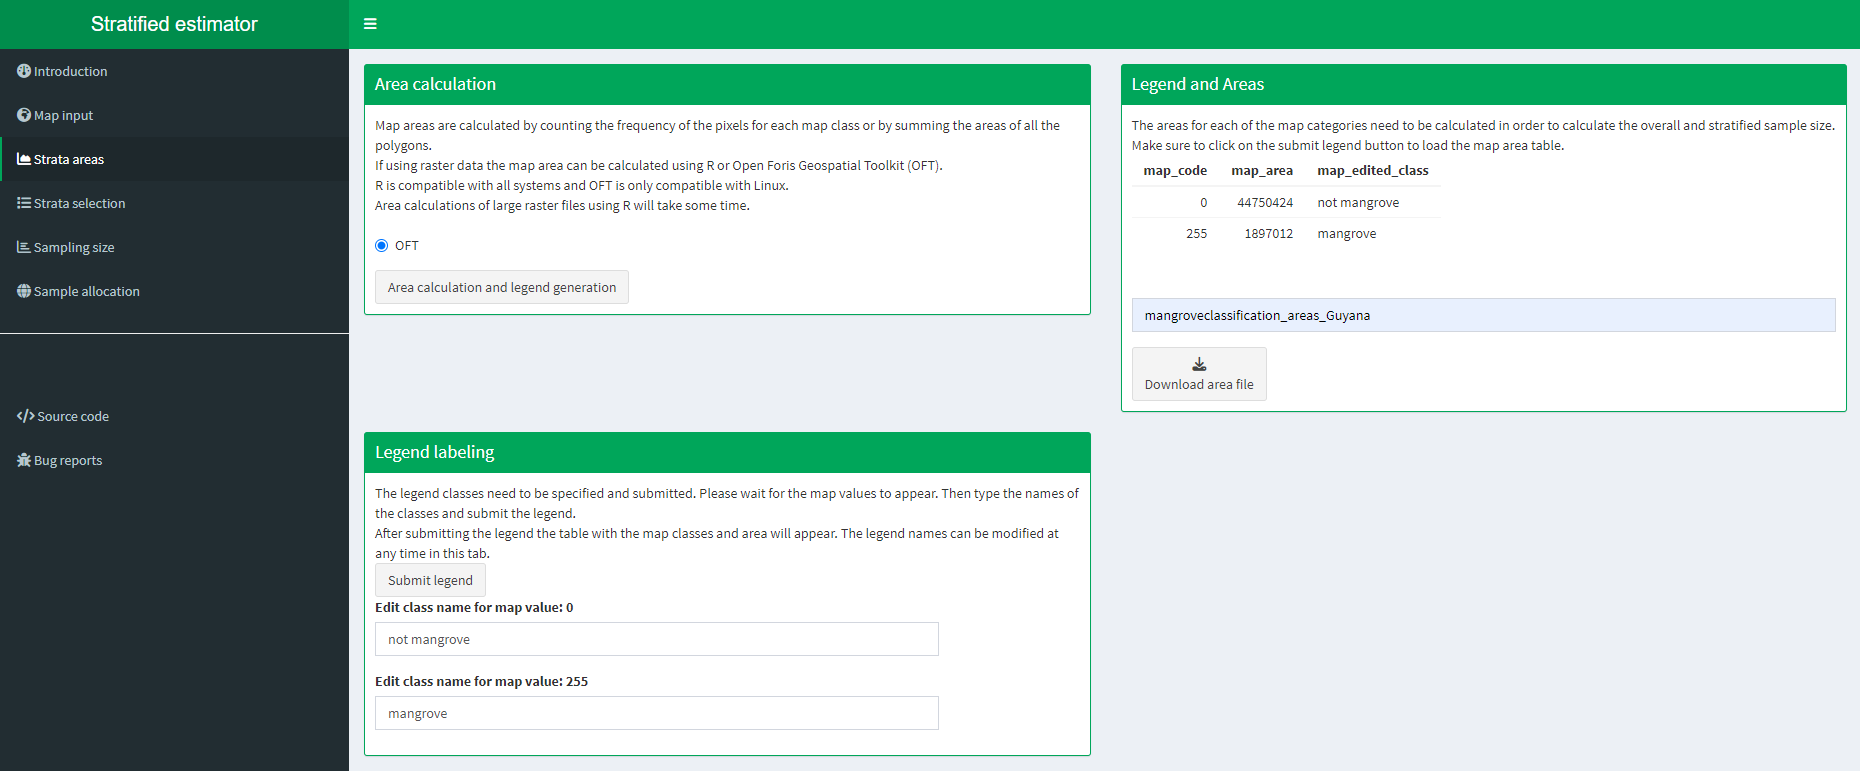 Stratified estimator
Introduction
Map input
Strata areas
Strata selection
Sampling size
Sample allocation
Source code
Bug reports
Area calculation
Map areas are calculated by counting the frequency of the pixels for each map class or by summing the areas of all the
polygons.
If using raster data the map area can be calculated using R or Open Foris Geospatial Toolkit (OFT).
R is compatible with all systems and OFT is only compatible with Linux.
Area calculations of large raster files using R will take some time.
OFT
Area calculation and legend generation
Legend labeling
The legend classes need to be specified and submitted. Please wait for the map values to appear. Then type the names of
the classes and submit the legend.
After submitting the legend the table with the map classes and area will appear. The legend names can be modified at
any time in this tab.
Submit legend
Edit class name for map value: 0
not mangrove
Edit class name for map value: 255
mangrove
Legend and Areas
The areas for each of the map categories need to be calculated in order to calculate the overall and stratified sample size.
Make sure to click on the submit legend button to load the map area table.
map_code map_area map_edited_class
0 44750424 not mangrove
255 1897012 mangrove
mangroveclassification_areas_Guyana
Download area file